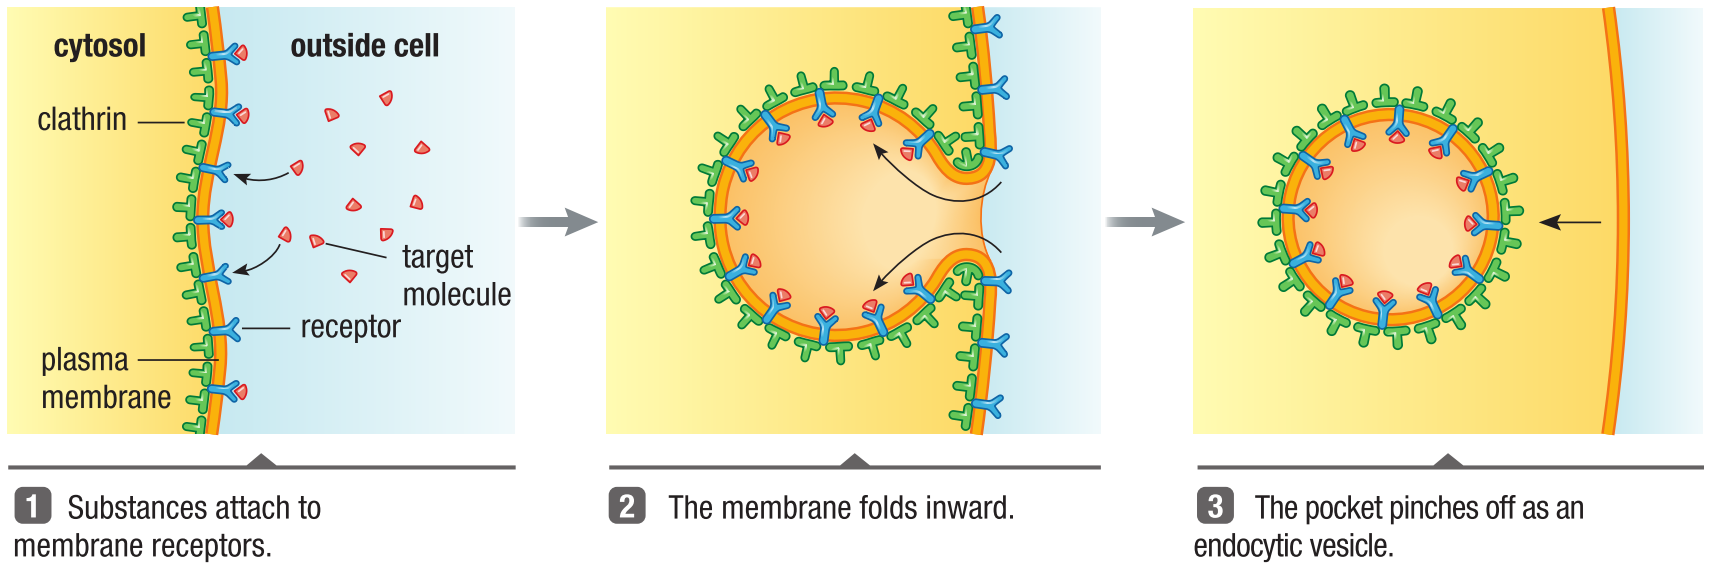 cytosol
outside cell
clathrin
target
molecule
receptor
plasma
membrane
1 Substances attach to
membrane receptors.
2 The membrane folds inward.
3 The pocket pinches off as an
endocytic vesicle.